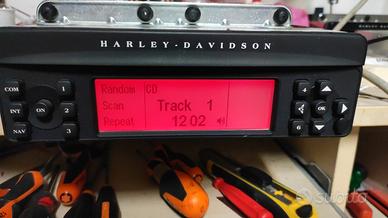 HARLEY-DAVIDSON
COM
1
INT
ON
2
NAV
3
Random
CD
Scan
Track 1
Repeat
12 02
4
OK
6
subito